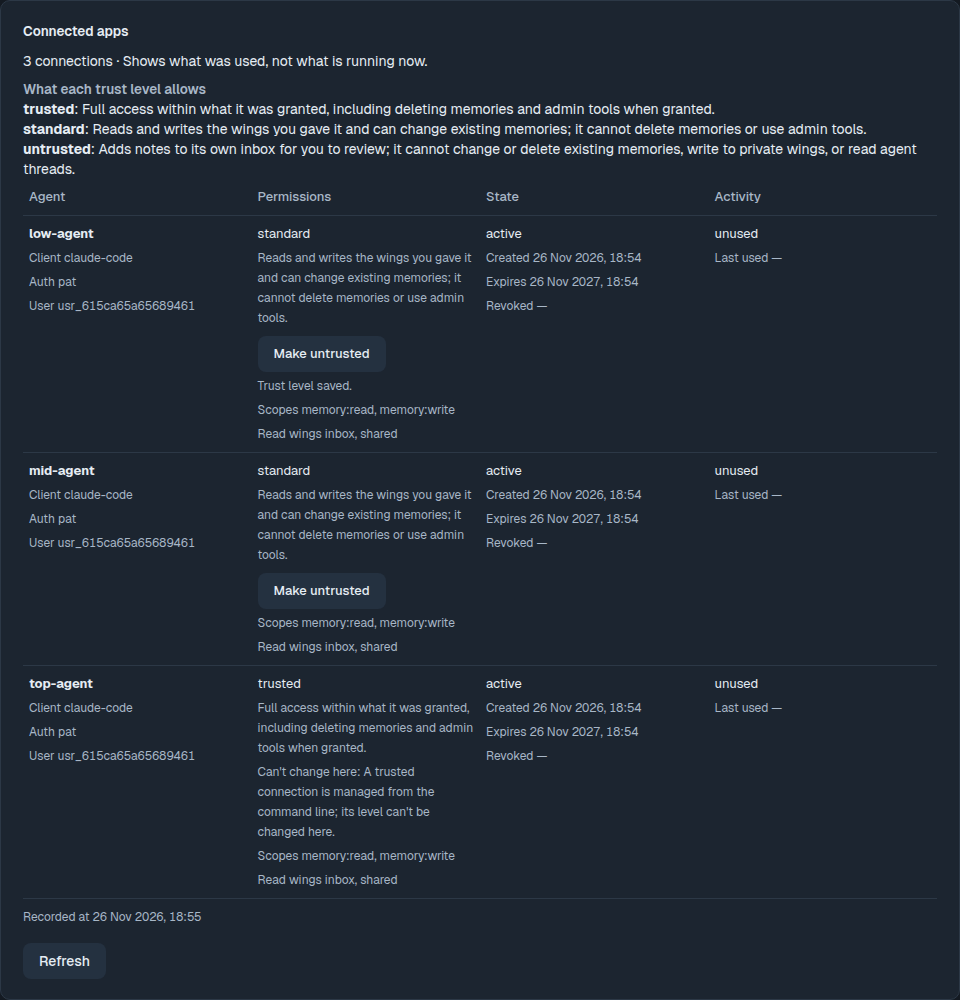 Connected apps
3 connections · Shows what was used, not what is running now.
What each trust level allows
trusted: Full access within what it was granted, including deleting memories and admin tools when granted.
standard: Reads and writes the wings you gave it and can change existing memories; it cannot delete memories or use admin tools.
untrusted: Adds notes to its own inbox for you to review; it cannot change or delete existing memories, write to private wings, or read agent
threads.
Agent
Permissions
State
Activity
low-agent
Client claude-code
Auth pat
User usr_615ca65a65689461
standard
Reads and writes the wings you gave it
and can change existing memories; it
cannot delete memories or use admin
tools.
Make untrusted
Trust level saved.
Scopes memory:read, memory:write
Read wings inbox, shared
active
Created 26 Nov 2026, 18:54
Expires 26 Nov 2027, 18:54
Revoked —
unused
Last used —
mid-agent
Client claude-code
Auth pat
User usr_615ca65a65689461
standard
Reads and writes the wings you gave it
and can change existing memories; it
cannot delete memories or use admin
tools.
Make untrusted
Scopes memory:read, memory:write
Read wings inbox, shared
active
Created 26 Nov 2026, 18:54
Expires 26 Nov 2027, 18:54
Revoked —
unused
Last used —
top-agent
Client claude-code
Auth pat
User usr_615ca65a65689461
trusted
Full access within what it was granted,
including deleting memories and admin
tools when granted.
Can't change here: A trusted
connection is managed from the
command line; its level can't be
changed here.
Scopes memory:read, memory:write
Read wings inbox, shared
active
Created 26 Nov 2026, 18:54
Expires 26 Nov 2027, 18:54
Revoked —
unused
Last used —
Recorded at 26 Nov 2026, 18:55
Refresh